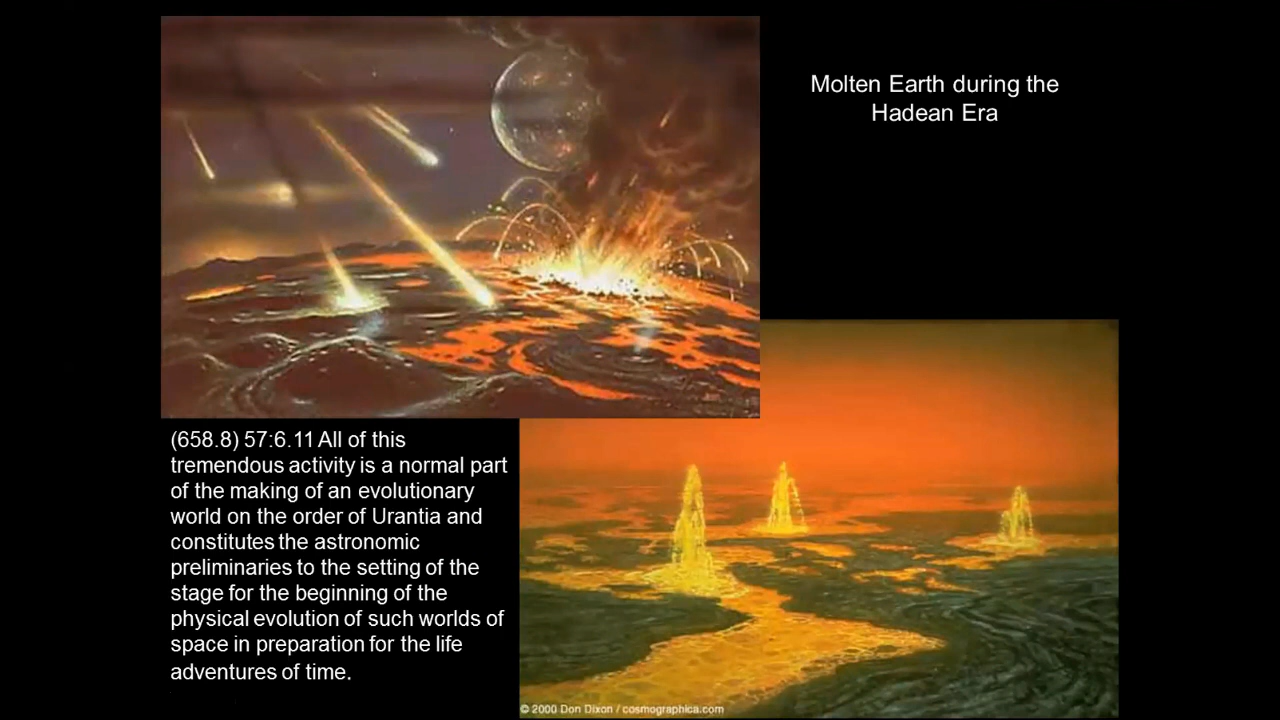 Molten Earth during the
Hadean Era
(658.8) 57:6.11 All of this
tremendous activity is a normal part
of the making of an evolutionary
world on the order of Urantia and
constitutes the astronomic
preliminaries to the setting of the
stage for the beginning of the
physical evolution of such worlds of
space in preparation for the life
adventures of time.
© 2000 Don Dixon / cosmographica.com